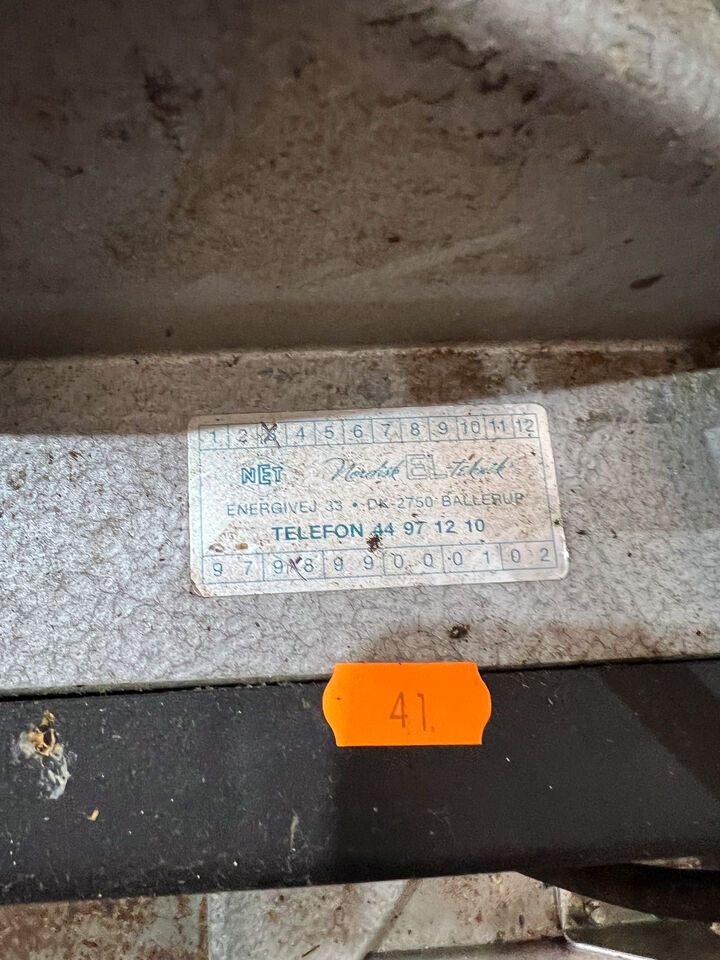 1 2 3 4 5 6 7 8 9 10 11 12
NET Nordisk EL Teknik
ENERGIVEJ 33 • DK-2750 BALLERUP
TELEFON 44 97 12 10
97 98 99 00 01 02
41